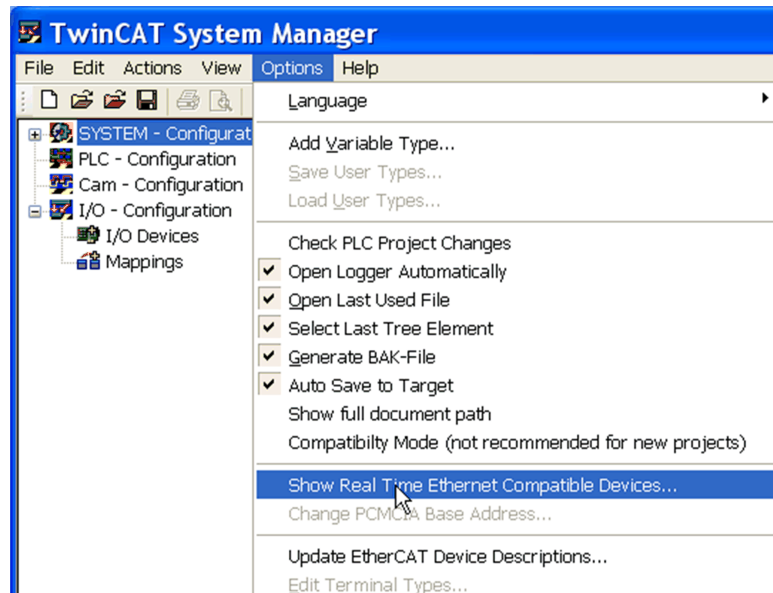 TwinCAT System Manager
File Edit Actions View Options Help
Language
SYSTEM - Configurat
PLC - Configuration
Cam - Configuration
I/O - Configuration
I/O Devices
Mappings
Add Variable Type...
Save User Types...
Load User Types...
Check PLC Project Changes
Open Logger Automatically
Open Last Used File
Select Last Tree Element
Generate BAK-File
Auto Save to Target
Show full document path
Compatibilty Mode (not recommended for new projects)
Show Real Time Ethernet Compatible Devices...
Change PCMCIA Base Address...
Update EtherCAT Device Descriptions...
Edit Terminal Types...